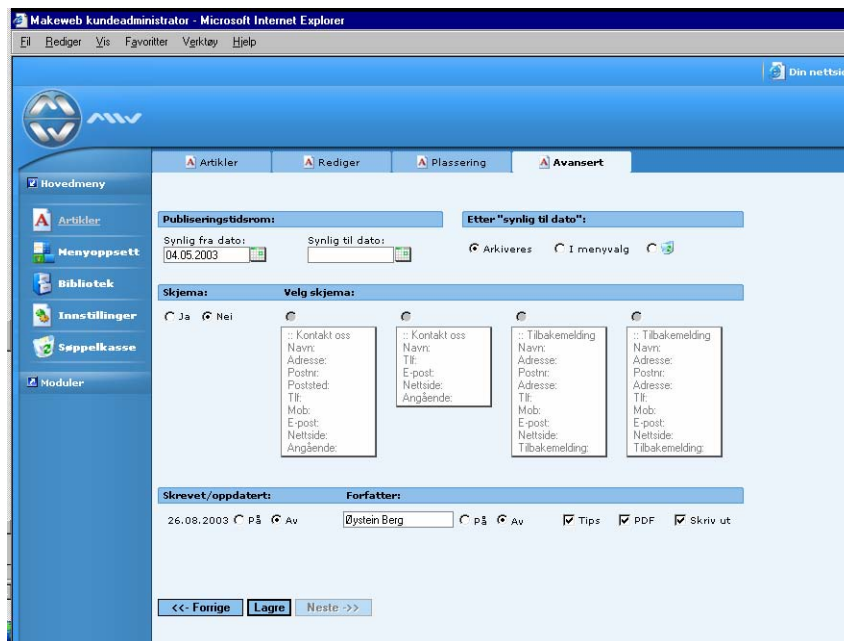 Makeweb kundeadministrator - Microsoft Internet Explorer
Fil Rediger Vis Favoritter Verktøy Hjelp
Din nettsid
Artikler Rediger Plassering Avansert
Hovedmeny
Artikler
Menyoppsett
Bibliotek
Innstillinger
Søppelkasse
Moduler
Publiseringstidsrom: Etter "synlig til dato":
Synlig fra dato: Synlig til dato:
04.05.2003
Arkiveres I menyvalg
Skjema: Velg skjema:
Ja Nei
:: Kontakt oss
Navn:
Adresse:
Postnr:
Poststed:
Tlf:
Mob:
E-post:
Nettside:
Angående:
:: Kontakt oss
Navn:
Tlf:
E-post:
Nettside:
Angående:
:: Tilbakemelding
Navn:
Adresse:
Postnr:
Adresse:
Tlf:
Mob:
E-post:
Nettside:
Tilbakemelding:
:: Tilbakemelding
Navn:
Adresse:
Postnr:
Adresse:
Tlf:
Mob:
E-post:
Nettside:
Tilbakemelding:
Skrevet/oppdatert: Forfatter:
26.08.2003 På Av Øystein Berg På Av Tips PDF Skriv ut
<<- Forrige Lagre Neste ->>